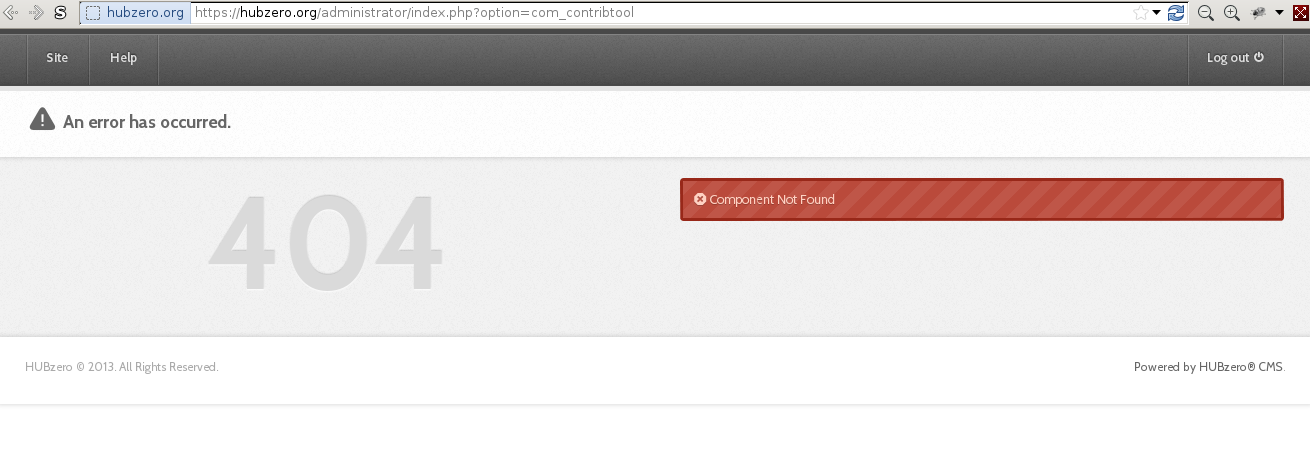 hubzero.org https://hubzero.org/administrator/index.php?option=com_contribtool
Site Help Log out
An error has occurred.
404
Component Not Found
HUBzero © 2013. All Rights Reserved. Powered by HUBzero® CMS.